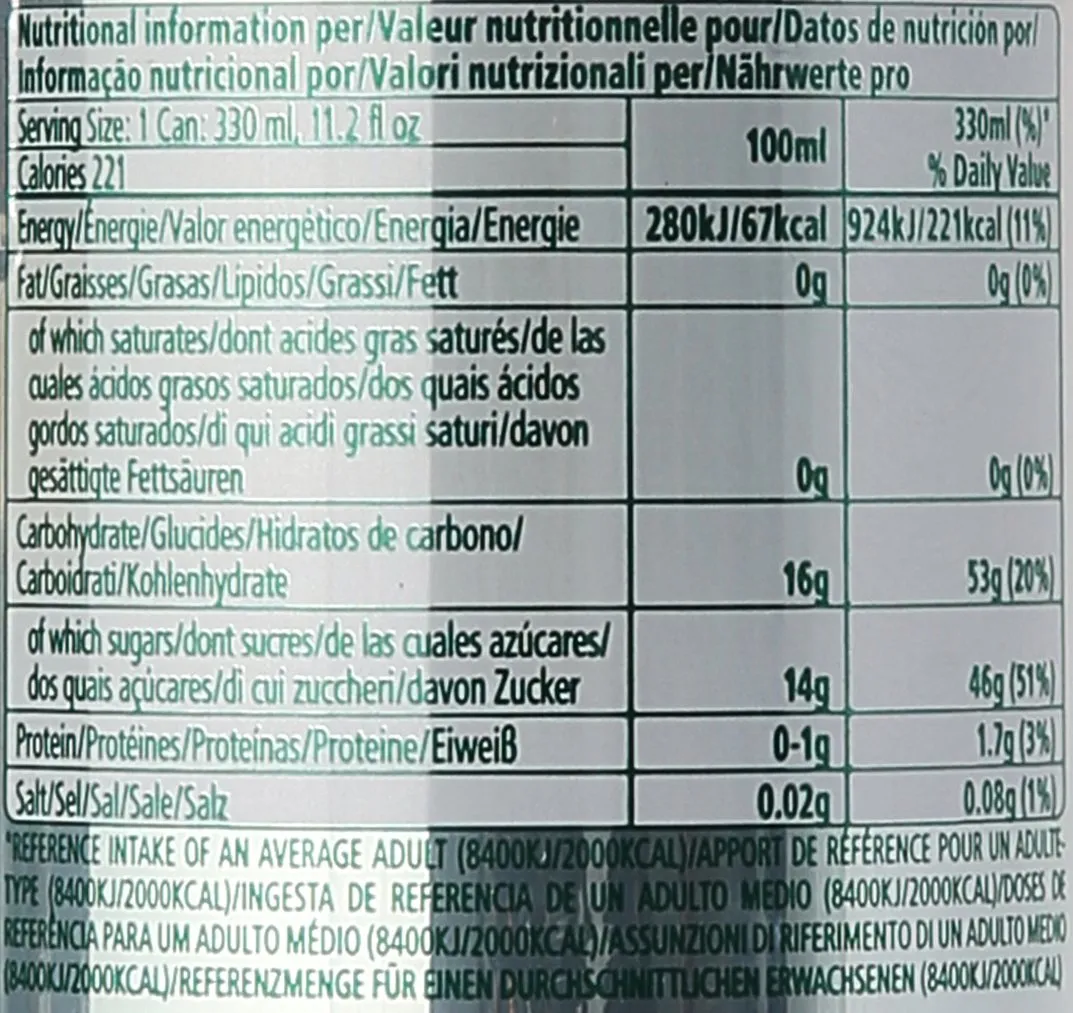 Nutritional information per/Valeur nutritionnelle pour/Datos de nutrición por/
Informação nutricional por/Valori nutrizionali per/Nährwerte pro
Serving Size: 1 Can: 330 ml, 11.2 fl oz
Calories 221
100ml
330ml (%)*
% Daily Value
Energy/Énergie/Valor energético/Energia/Energie 280kJ/67kcal 924kJ/221kcal (11%)
Fat/Graisses/Grasas/Lípidos/Grassi/Fett 0g 0g (0%)
of which saturates/dont acides gras saturés/de las
cuales ácidos grasos saturados/dos quais ácidos
gordos saturados/di qui acidi grassi saturi/davon
gesättigte Fettsäuren 0g 0g (0%)
Carbohydrate/Glucides/Hidratos de carbono/
Carboidrati/Kohlenhydrate 16g 53g (20%)
of which sugars/dont sucres/de las cuales azúcares/
dos quais açúcares/di cui zuccheri/davon Zucker 14g 46g (51%)
Protein/Protéines/Proteínas/Proteine/Eiweiß 0-1g 1.7g (3%)
Salt/Sel/Sal/Sale/Salz 0.02g 0.08g (1%)
*REFERENCE INTAKE OF AN AVERAGE ADULT (8400KJ/2000KCAL)/APPORT DE RÉFÉRENCE POUR UN ADULTE-
TYPE (8400KJ/2000KCAL)/INGESTA DE REFERENCIA DE UN ADULTO MEDIO (8400KJ/2000KCAL)/DOSES DE
REFERÊNCIA PARA UM ADULTO MÉDIO (8400KJ/2000KCAL)/ASSUNZIONI DI RIFERIMENTO DI UN ADULTO MEDIO
(8400KJ/2000KCAL)/REFERENZMENGE FÜR EINEN DURCHSCHNITTLICHEN ERWACHSENEN (8400KJ/2000KCAL)